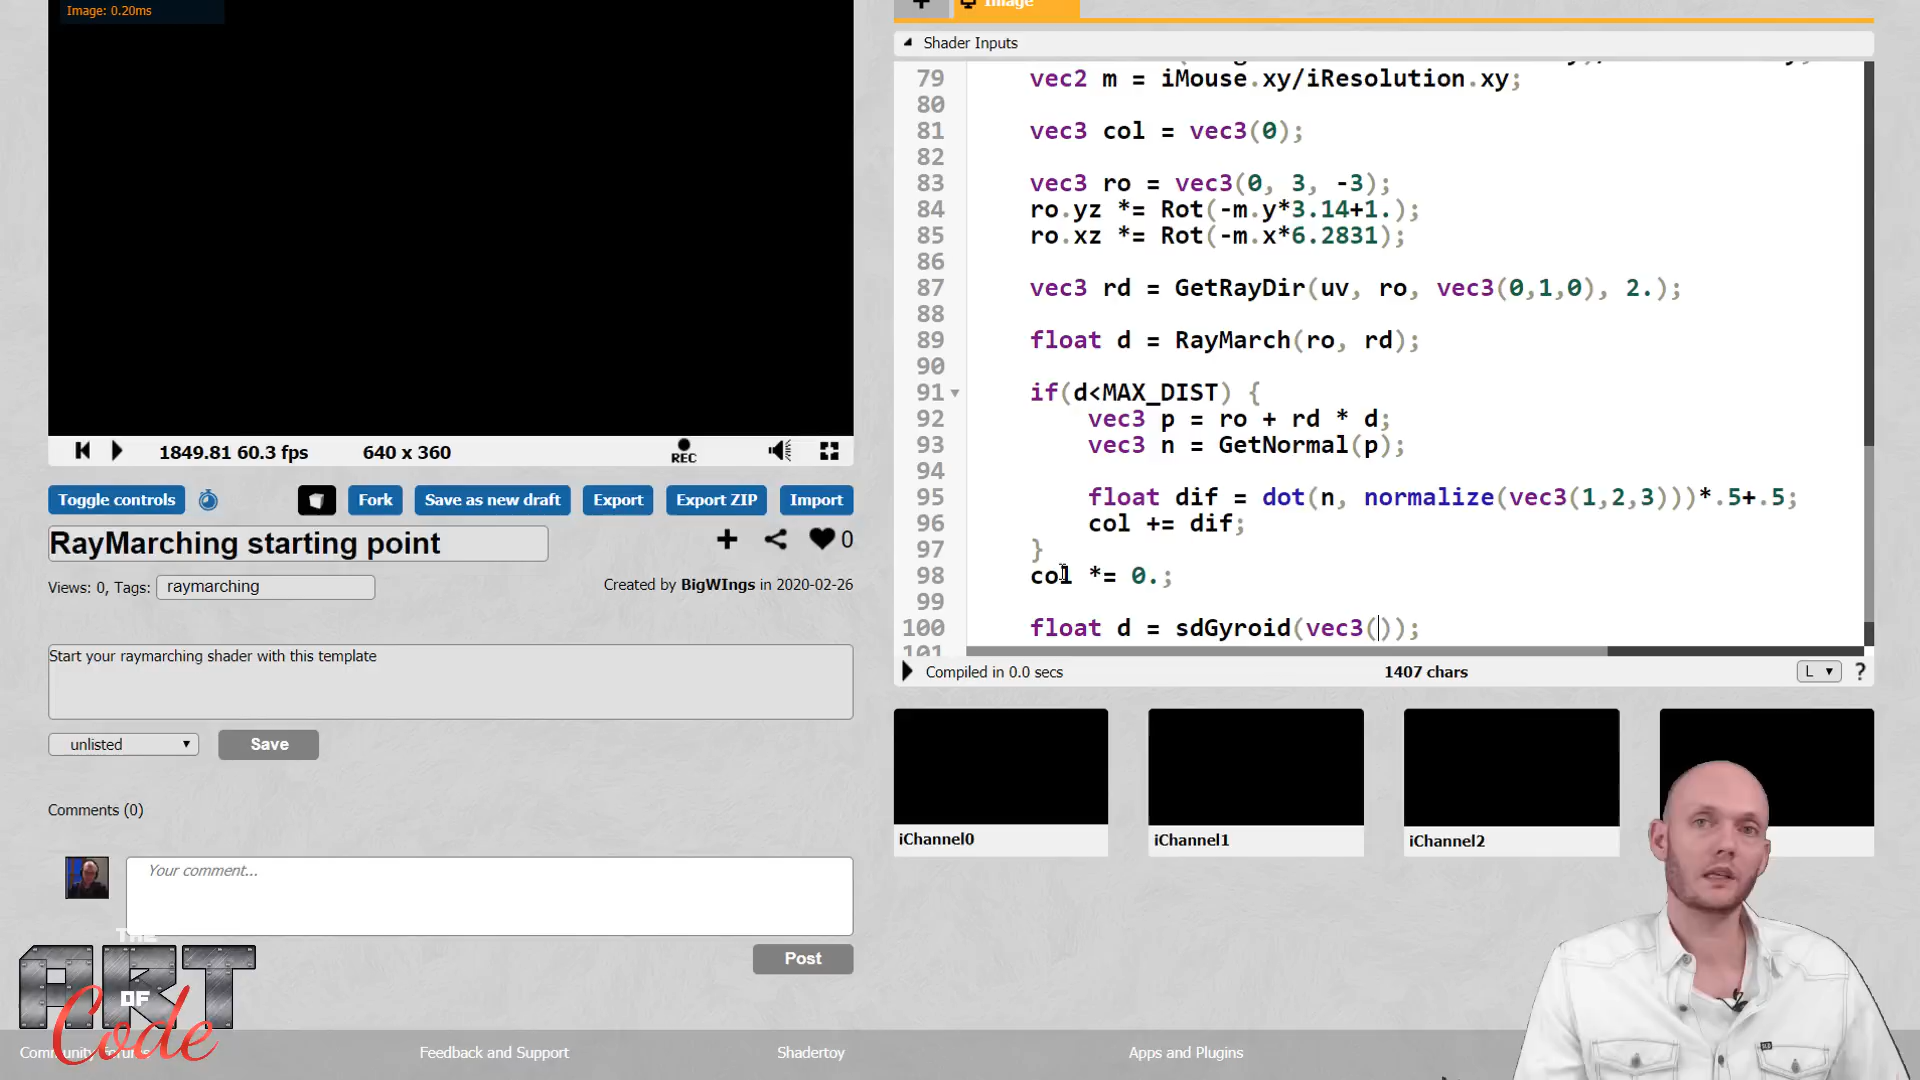 Image: 0.20ms
+ Image
Shader Inputs
79 vec2 m = iMouse.xy/iResolution.xy;
80
81 vec3 col = vec3(0);
82
83 vec3 ro = vec3(0, 3, -3);
84 ro.yz *= Rot(-m.y*3.14+1.);
85 ro.xz *= Rot(-m.x*6.2831);
86
87 vec3 rd = GetRayDir(uv, ro, vec3(0,1,0), 2.);
88
89 float d = RayMarch(ro, rd);
90
91 if(d<MAX_DIST) {
92 vec3 p = ro + rd * d;
93 vec3 n = GetNormal(p);
94
95 float dif = dot(n, normalize(vec3(1,2,3)))*.5+.5;
96 col += dif;
97 }
98 col *= 0.;
99
100 float d = sdGyroid(vec3());
101
Compiled in 0.0 secs 1407 chars L ?
1849.81 60.3 fps 640 x 360 REC
Toggle controls Fork Save as new draft Export Export ZIP Import
RayMarching starting point
0
Views: 0, Tags: raymarching
Created by BigWIngs in 2020-02-26
Start your raymarching shader with this template
unlisted Save
Comments (0)
Your comment...
Post
iChannel0 iChannel1 iChannel2
THE
ART
OF
Code
Feedback and Support Shadertoy Apps and Plugins